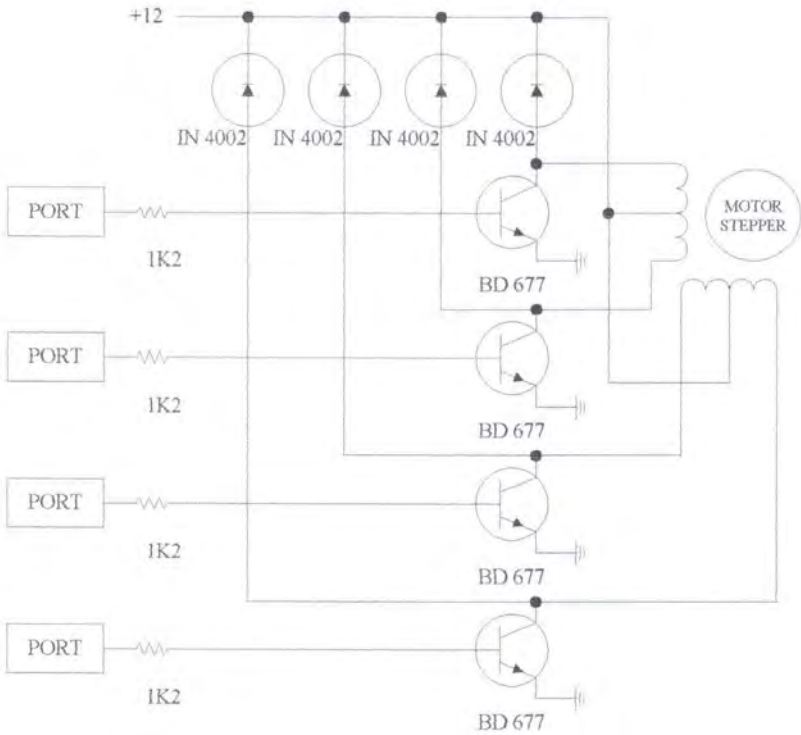 +12
IN 4002 IN 4002 IN 4002 IN 4002
PORT
1K2
BD 677
MOTOR
STEPPER
PORT
1K2
BD 677
PORT
1K2
BD 677
PORT
1K2
BD 677